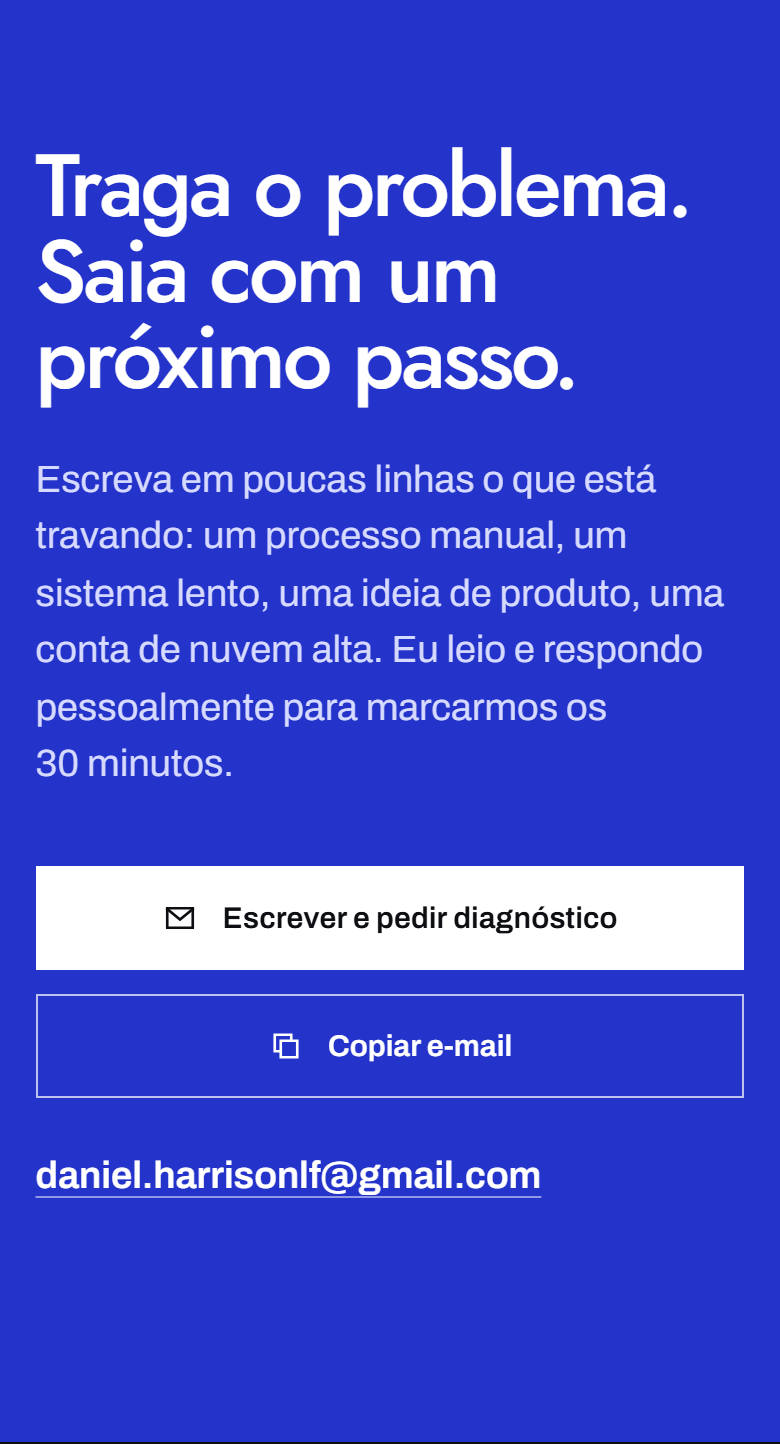 Traga o problema.
Saia com um
próximo passo.
Escreva em poucas linhas o que está
travando: um processo manual, um
sistema lento, uma ideia de produto, uma
conta de nuvem alta. Eu leio e respondo
pessoalmente para marcarmos os
30 minutos.
Escrever e pedir diagnóstico
Copiar e-mail
daniel.harrisonlf@gmail.com